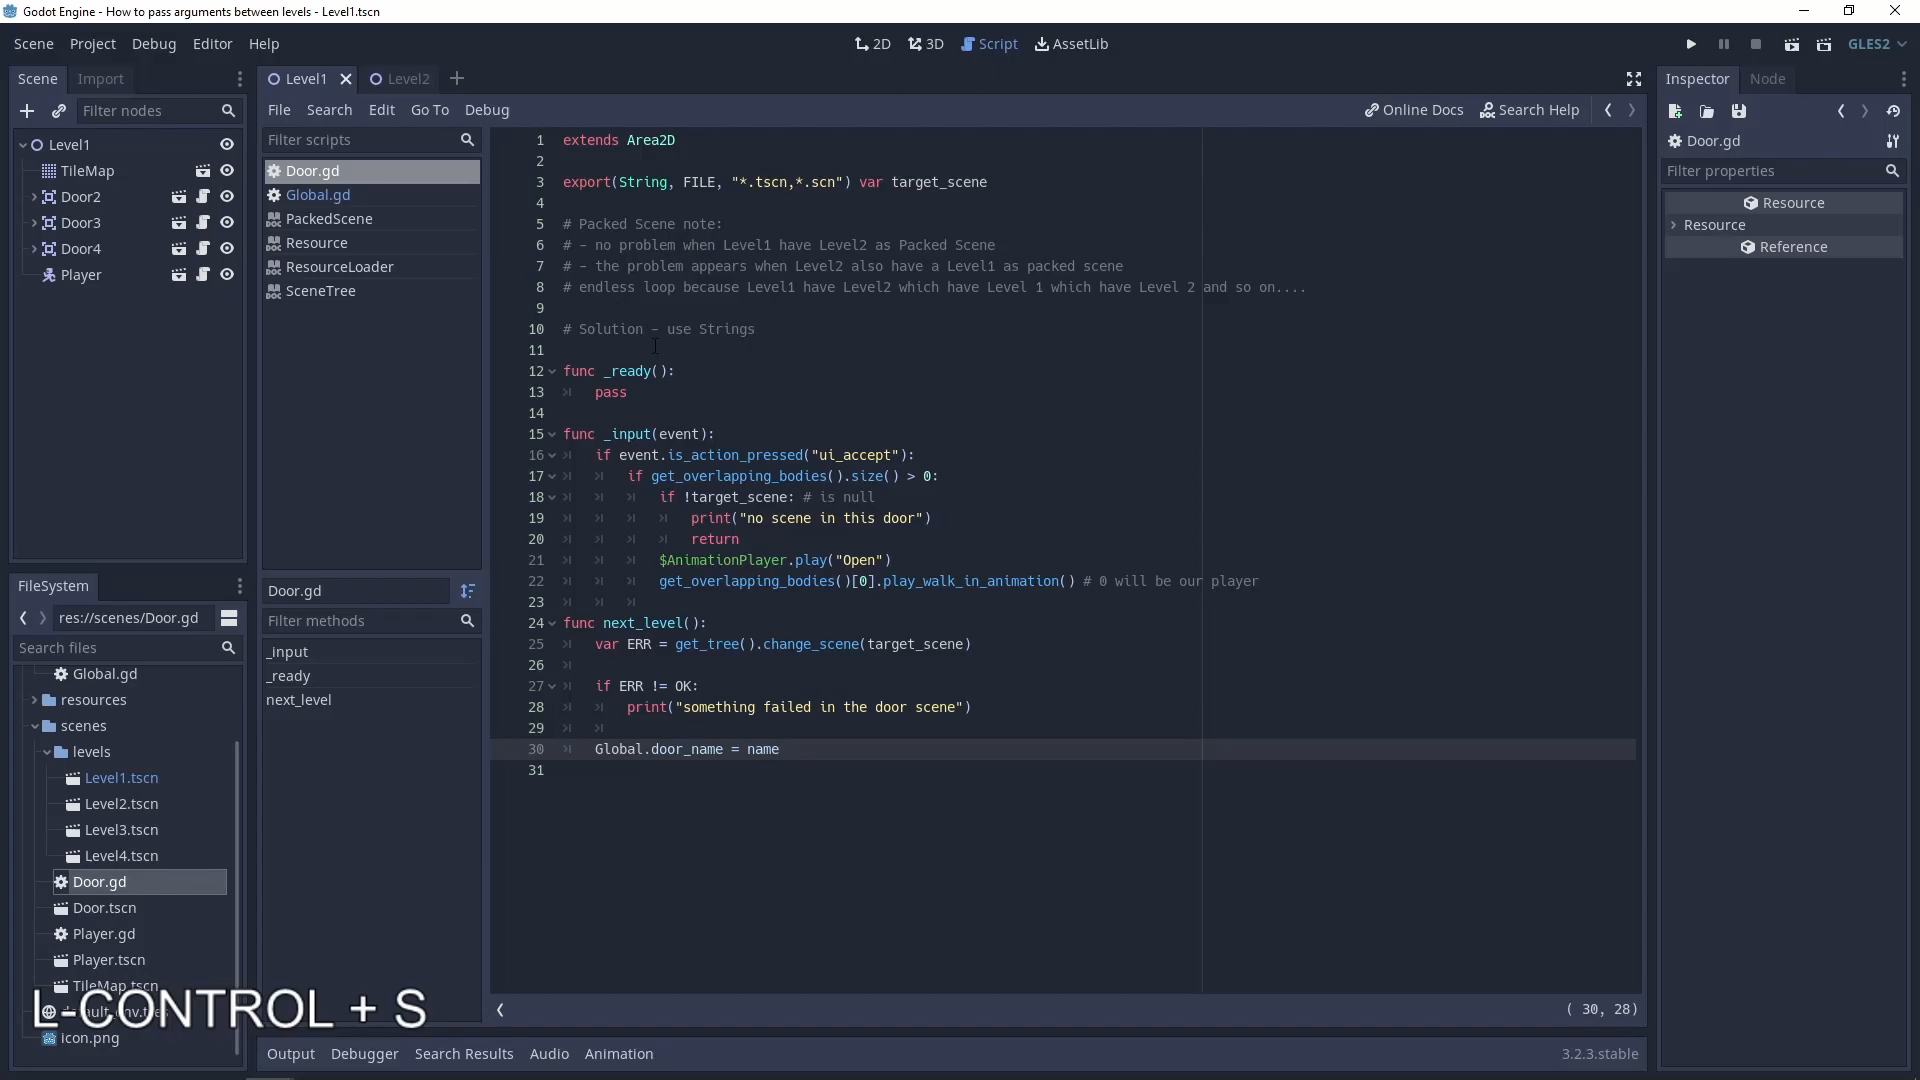 Godot Engine - How to pass arguments between levels - Level1.tscn
Scene Project Debug Editor Help
2D 3D Script AssetLib
GLES2
Scene Import
Filter nodes
Level1
TileMap
Door2
Door3
Door4
Player
FileSystem
res://scenes/Door.gd
Search files
Global.gd
resources
scenes
levels
Level1.tscn
Level2.tscn
Level3.tscn
Level4.tscn
Door.gd
Door.tscn
Player.gd
Player.tscn
TileMap.tscn
icon.png
L-CONTROL + S
Level1 Level2
File Search Edit Go To Debug
Online Docs Search Help
Filter scripts
Door.gd
Global.gd
PackedScene
Resource
ResourceLoader
SceneTree
Door.gd
Filter methods
_input
_ready
next_level
1 extends Area2D
2
3 export(String, FILE, "*.tscn,*.scn") var target_scene
4
5 # Packed Scene note:
6 # - no problem when Level1 have Level2 as Packed Scene
7 # - the problem appears when Level2 also have a Level1 as packed scene
8 # endless loop because Level1 have Level2 which have Level 1 which have Level 2 and so on....
9
10 # Solution - use Strings
11
12 func _ready():
13 pass
14
15 func _input(event):
16 if event.is_action_pressed("ui_accept"):
17 if get_overlapping_bodies().size() > 0:
18 if !target_scene: # is null
19 print("no scene in this door")
20 return
21 $AnimationPlayer.play("Open")
22 get_overlapping_bodies()[0].play_walk_in_animation() # 0 will be our player
23
24 func next_level():
25 var ERR = get_tree().change_scene(target_scene)
26
27 if ERR != OK:
28 print("something failed in the door scene")
29
30 Global.door_name = name
31
( 30, 28)
Output Debugger Search Results Audio Animation
3.2.3.stable
Inspector Node
Door.gd
Filter properties
Resource
Resource
Reference